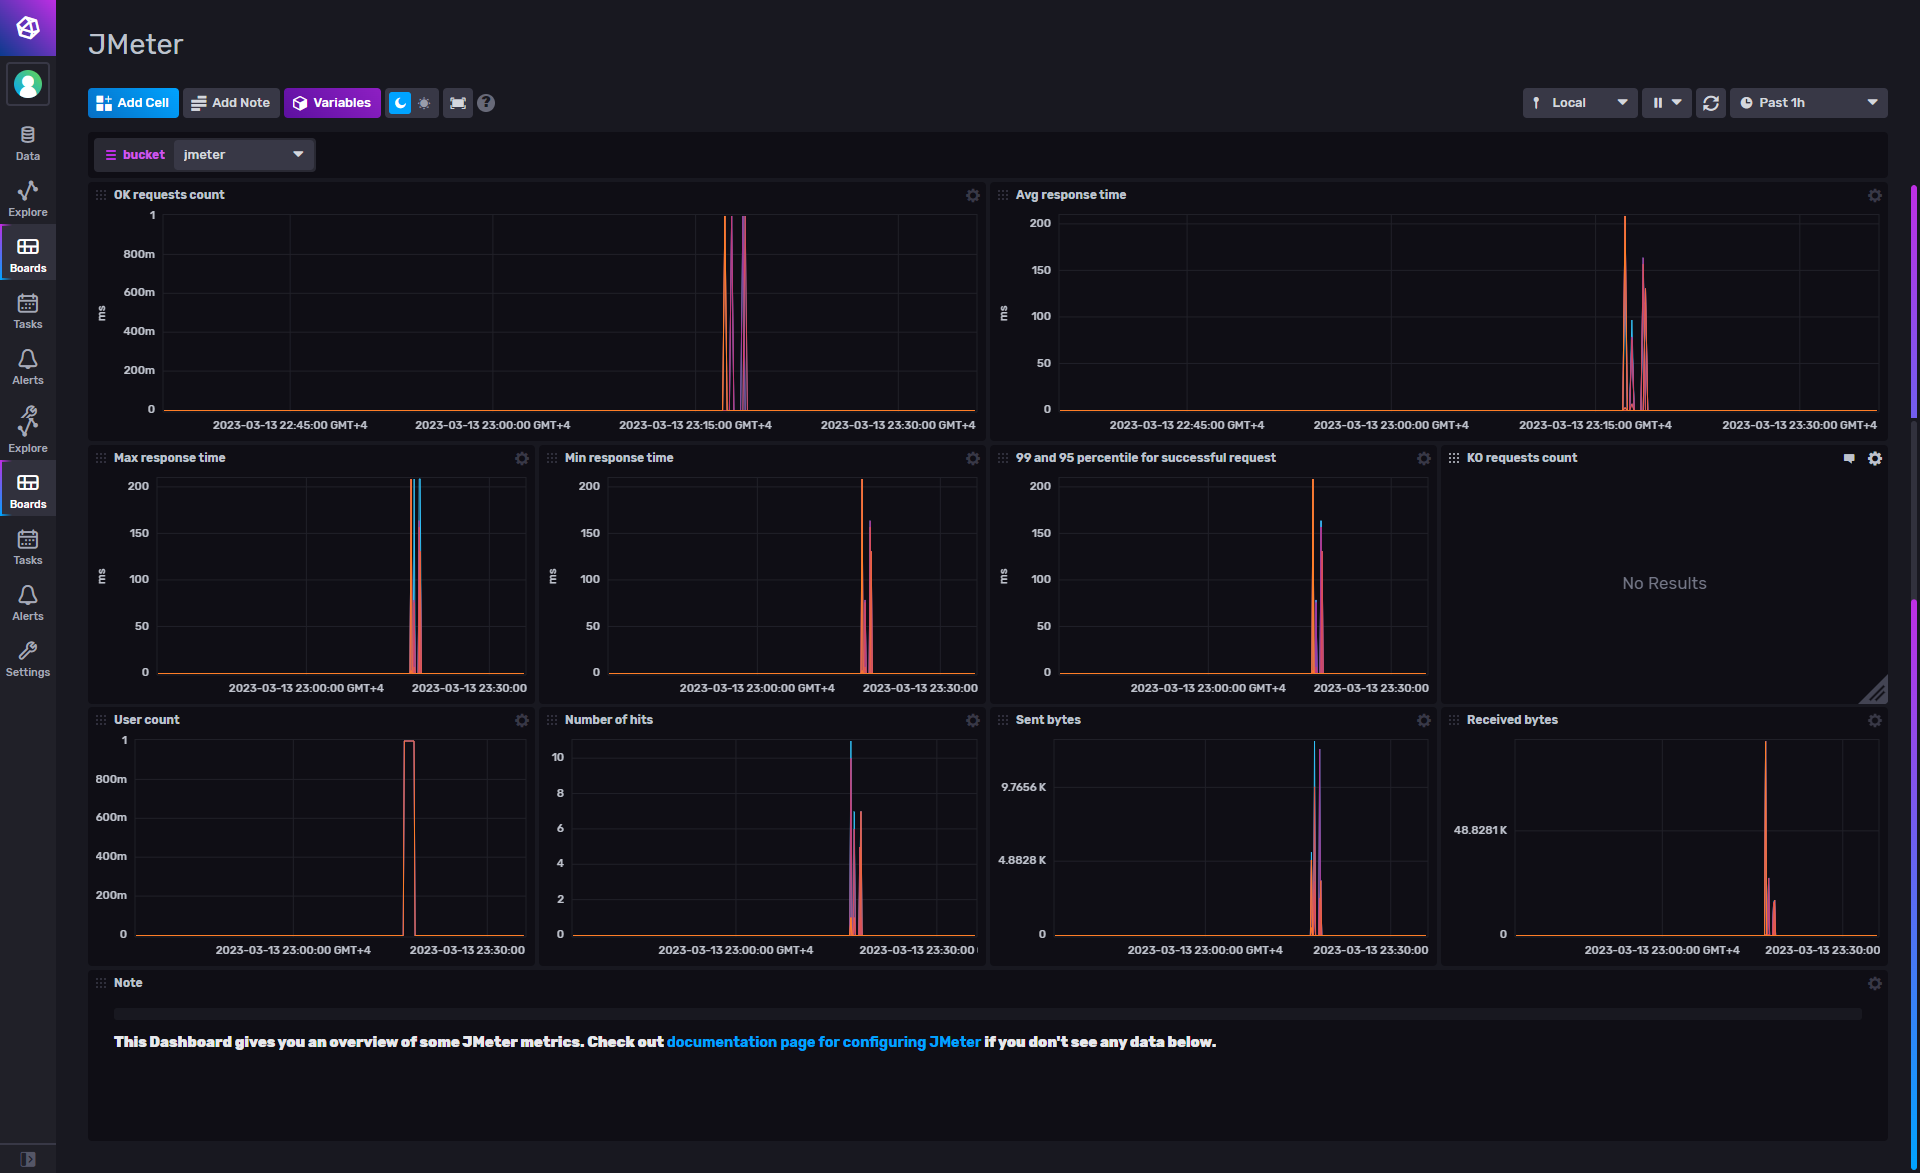 JMeter
Add Cell
Add Note
Variables
?
Local
Past 1h
bucket
jmeter
Data
Explore
Boards
Tasks
Alerts
Explore
Boards
Tasks
Alerts
Settings
OK requests count
1
800m
600m
400m
200m
0
ms
2023-03-13 22:45:00 GMT+4
2023-03-13 23:00:00 GMT+4
2023-03-13 23:15:00 GMT+4
2023-03-13 23:30:00 GMT+4
Avg response time
200
150
100
50
0
ms
2023-03-13 22:45:00 GMT+4
2023-03-13 23:00:00 GMT+4
2023-03-13 23:15:00 GMT+4
2023-03-13 23:30:00 GMT+4
Max response time
200
150
100
50
0
ms
2023-03-13 23:00:00 GMT+4
2023-03-13 23:30:00
Min response time
200
150
100
50
0
ms
2023-03-13 23:00:00 GMT+4
2023-03-13 23:30:00
99 and 95 percentile for successful request
200
150
100
50
0
ms
2023-03-13 23:00:00 GMT+4
2023-03-13 23:30:00
KO requests count
No Results
User count
1
800m
600m
400m
200m
0
2023-03-13 23:00:00 GMT+4
2023-03-13 23:30:00
Number of hits
10
8
6
4
2
0
2023-03-13 23:00:00 GMT+4
2023-03-13 23:30:00
Sent bytes
9.7656 K
4.8828 K
0
2023-03-13 23:00:00 GMT+4
2023-03-13 23:30:00
Received bytes
48.8281 K
0
2023-03-13 23:00:00 GMT+4
2023-03-13 23:30:00
Note
This Dashboard gives you an overview of some JMeter metrics. Check out documentation page for configuring JMeter if you don't see any data below.